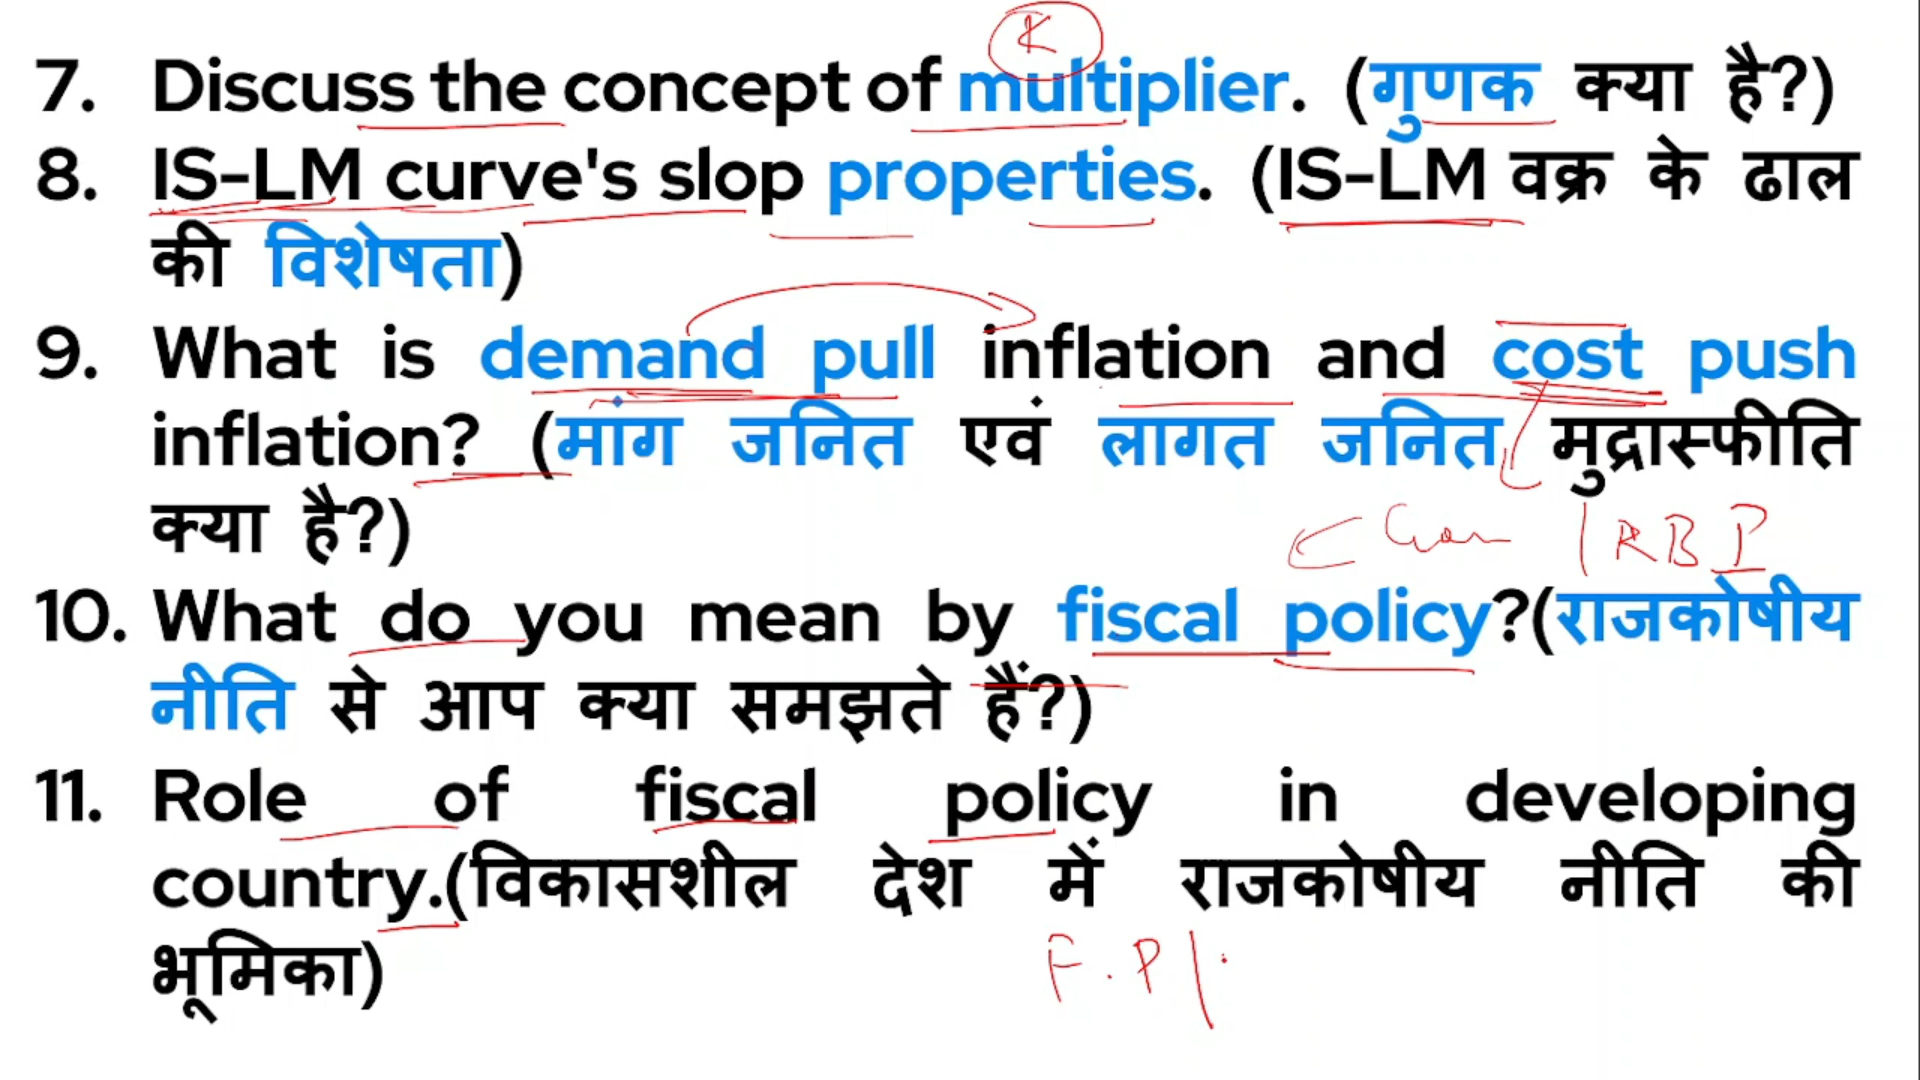 K
7. Discuss the concept of multiplier. (गुणक क्या है?)
8. IS-LM curve's slop properties. (IS-LM वक्र के ढाल
की विशेषता)
9. What is demand pull inflation and cost push
inflation? (मांग जनित एवं लागत जनित मुद्रास्फीति
क्या है?)
RBI
10. What do you mean by fiscal policy?(राजकोषीय
नीति से आप क्या समझते हैं?)
11. Role of fiscal policy in developing
country.(विकासशील देश में राजकोषीय नीति की
भूमिका)
F.P